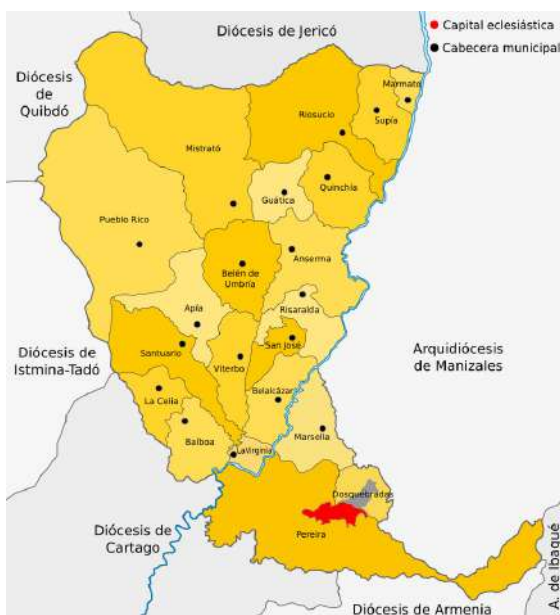 Diócesis de Jericó
Capital eclesiástica
Cabecera municipal
Diócesis
de
Quibdó
Marmato
Riosucio
Supía
Mistrató
Quinchía
Guática
Pueblo Rico
Anserma
Belén de
Umbría
Risaralda
Apía
San José
Santuario
Viterbo
Diócesis de
Istmina-Tadó
Arquidiócesis
de Manizales
La Celia
Belalcázar
Balboa
Marsella
La Virginia
Dosquebradas
Diócesis de
Cartago
Pereira
A. de Ibagué
Diócesis de Armenia